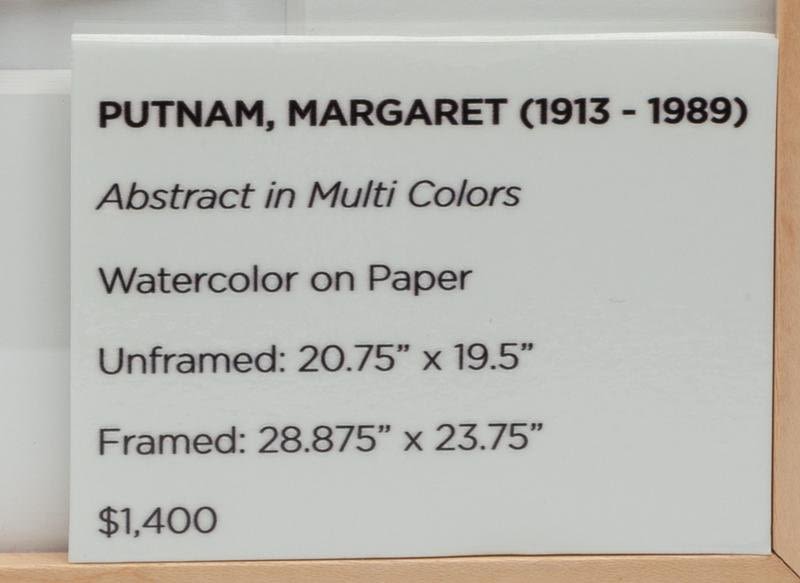 PUTNAM, MARGARET (1913 - 1989)
Abstract in Multi Colors
Watercolor on Paper
Unframed: 20.75” x 19.5”
Framed: 28.875” x 23.75”
$1,400